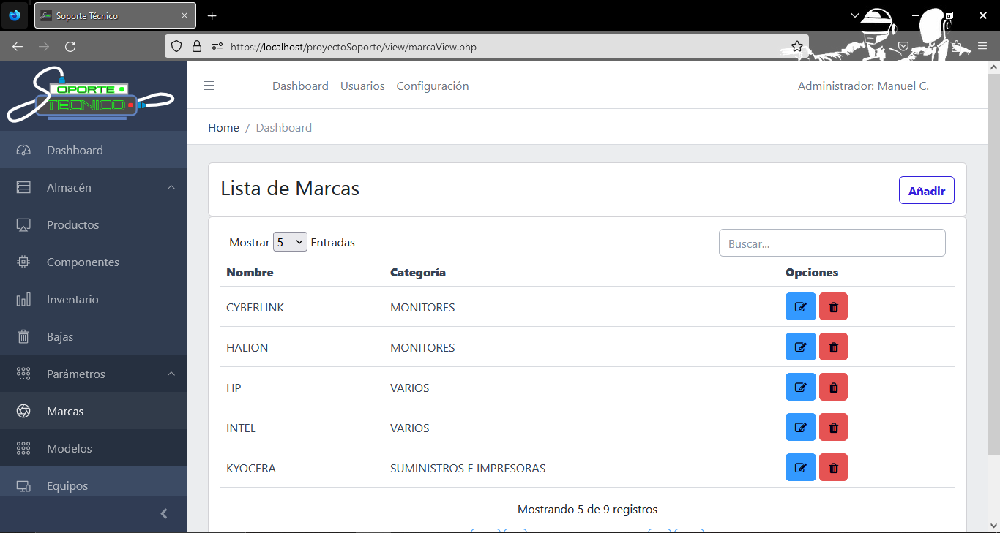 Soporte Técnico
https://localhost/proyectoSoporte/view/marcaView.php
SOPORTE
TECNICO
Dashboard Usuarios Configuración Administrador: Manuel C.
Home / Dashboard
Dashboard
Almacén
Productos
Componentes
Inventario
Bajas
Parámetros
Marcas
Modelos
Equipos
Lista de Marcas Añadir
Mostrar 5 Entradas Buscar...
Nombre Categoría Opciones
CYBERLINK MONITORES
HALION MONITORES
HP VARIOS
INTEL VARIOS
KYOCERA SUMINISTROS E IMPRESORAS
Mostrando 5 de 9 registros